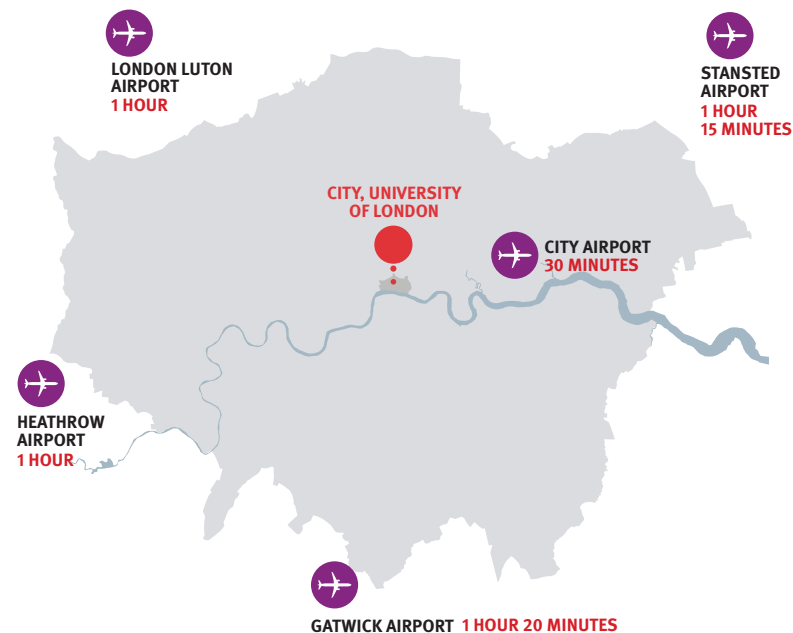 LONDON LUTON
AIRPORT
1 HOUR
STANSTED
AIRPORT
1 HOUR
15 MINUTES
CITY, UNIVERSITY
OF LONDON
CITY AIRPORT
30 MINUTES
HEATHROW
AIRPORT
1 HOUR
GATWICK AIRPORT 1 HOUR 20 MINUTES